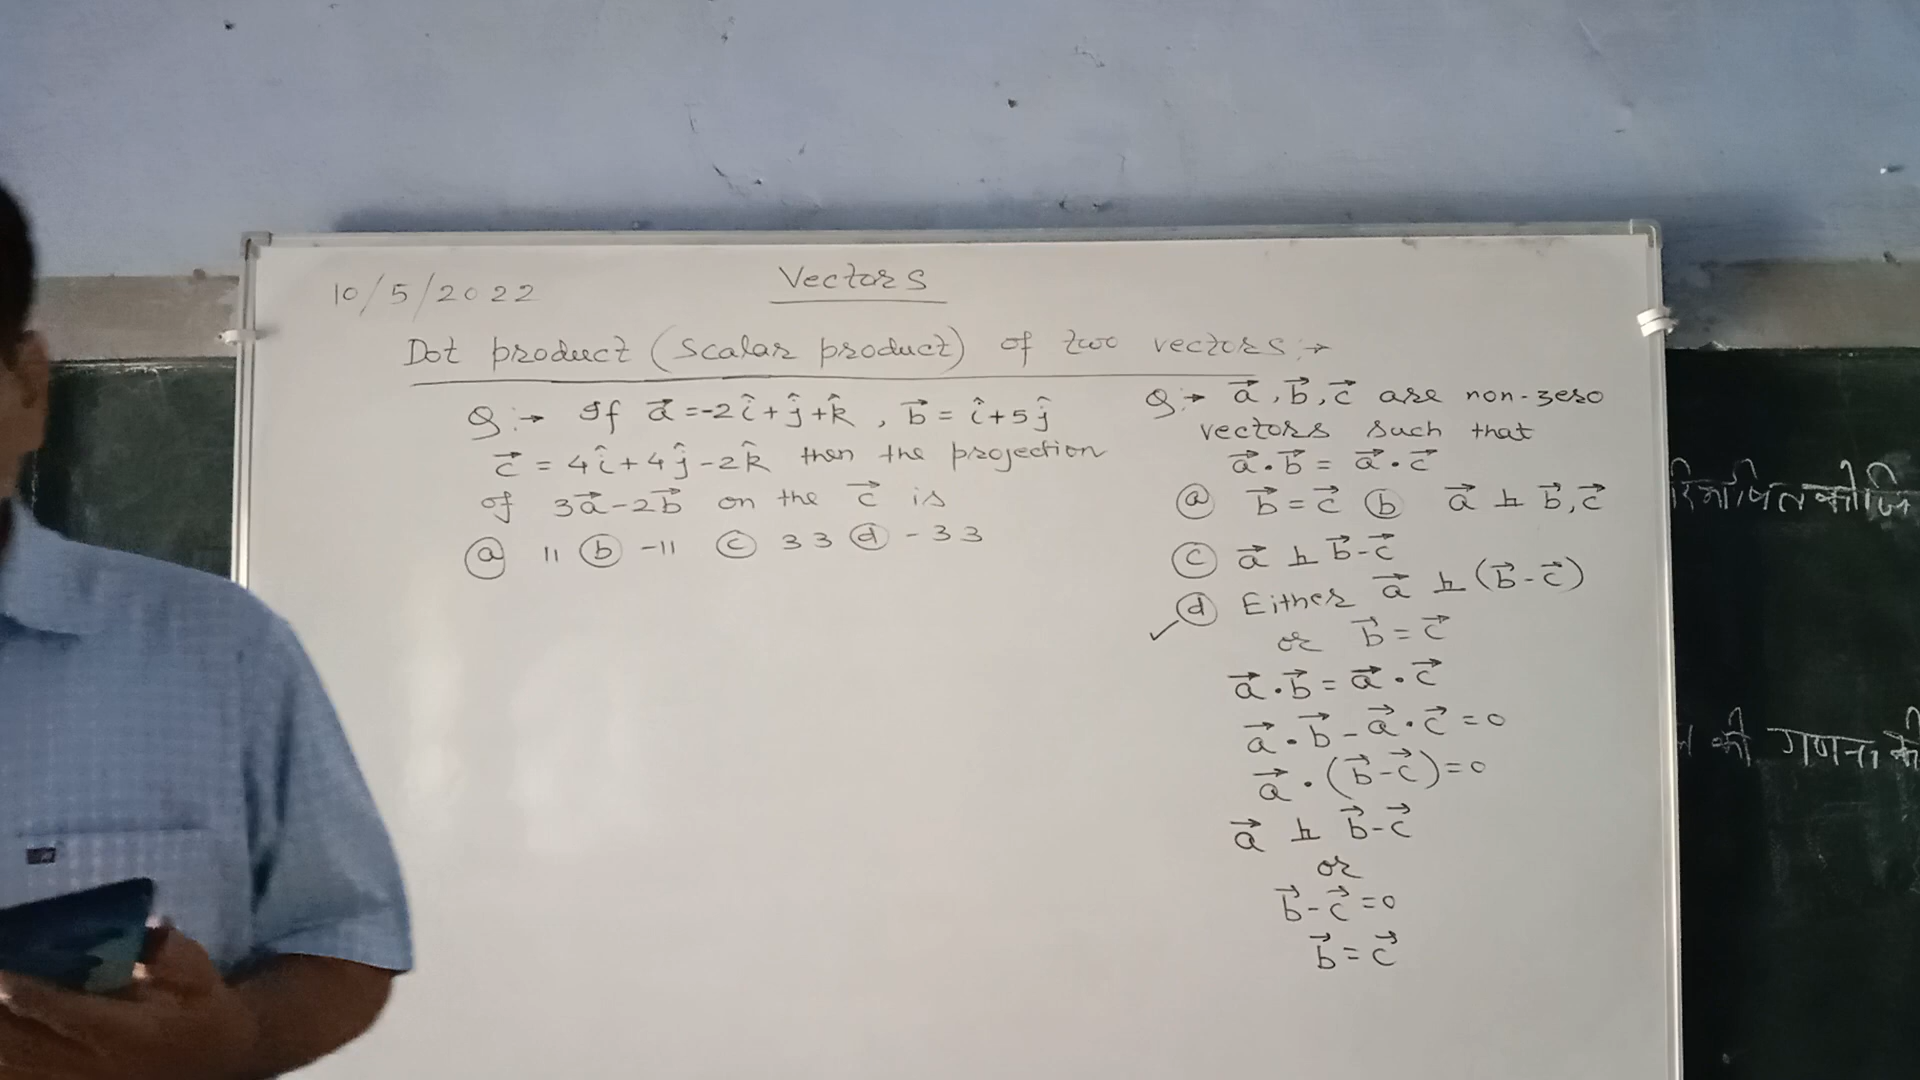 10/5/2022
Vectors
Dot product (scalar product) of two vectors :→
Q :→ If a⃗ = -2î + ĵ + k̂ , b⃗ = î + 5ĵ
c⃗ = 4î + 4ĵ - 2k̂ then the projection
of 3a⃗ - 2b⃗ on the c⃗ is
ⓐ 11 ⓑ -11 ⓒ 33 ⓓ -33
Q :→ a⃗ , b⃗ , c⃗ are non-zero
vectors such that
a⃗ . b⃗ = a⃗ . c⃗
ⓐ b⃗ = c⃗ ⓑ a⃗ ⊥ b⃗ , c⃗
ⓒ a⃗ ⊥ b⃗ - c⃗
✓ ⓓ Either a⃗ ⊥ (b⃗ - c⃗)
or b⃗ = c⃗
a⃗ . b⃗ = a⃗ . c⃗
a⃗ . b⃗ - a⃗ . c⃗ = 0
a⃗ . (b⃗ - c⃗) = 0
a⃗ ⊥ b⃗ - c⃗
or
b⃗ - c⃗ = 0
b⃗ = c⃗
की गणना